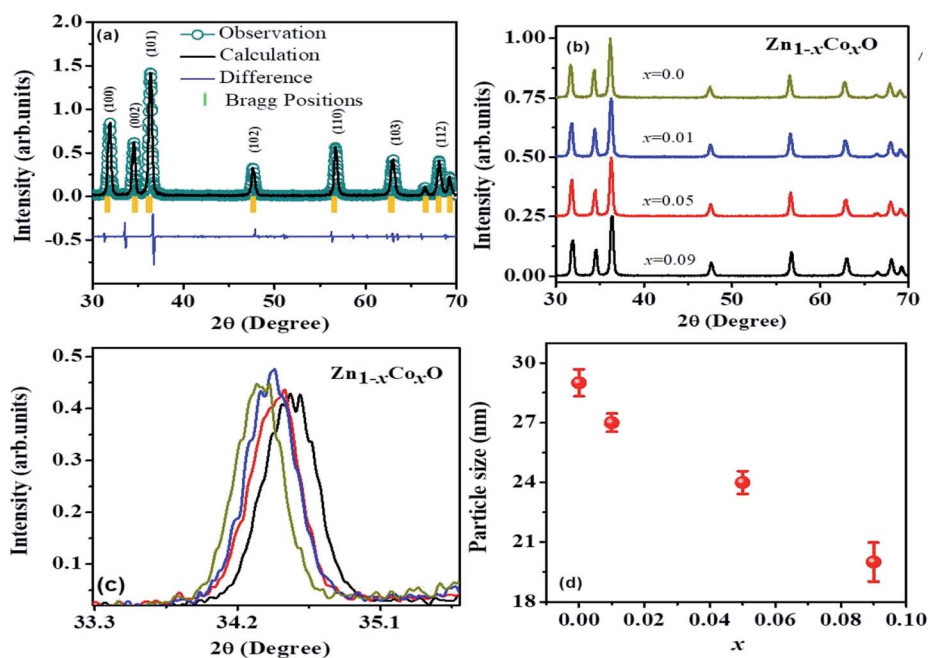 (a)
Observation
Calculation
Difference
Bragg Positions
(100)
(002)
(101)
(102)
(110)
(103)
(112)
2.0
1.5
1.0
0.5
0.0
-0.5
Intensity (arb.units)
30 40 50 60 70
2θ (Degree)
(b)
Zn1-xCoxO
x=0.0
x=0.01
x=0.05
x=0.09
1.00
0.75
0.50
0.25
0.00
Intensity (arb.units)
30 40 50 60 70
2θ (Degree)
/
(c)
Zn1-xCoxO
0.5
0.4
0.3
0.2
0.1
Intensity (arb.units)
33.3 34.2 35.1
2θ (Degree)
(d)
30
27
24
21
18
Particle size (nm)
0.00 0.02 0.04 0.06 0.08 0.10
x